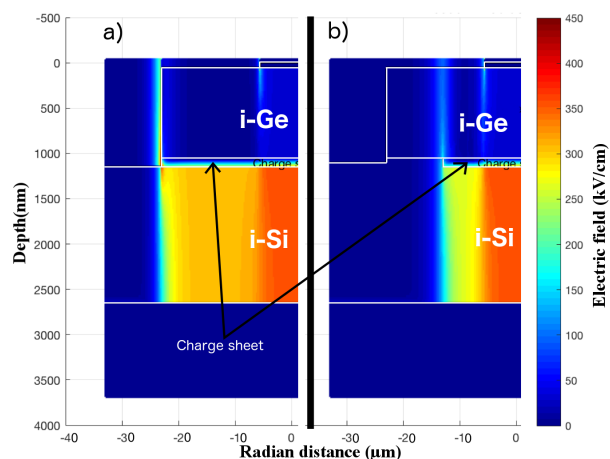 a)
b)
-500
0
500
1000
1500
2000
2500
3000
3500
4000
Depth(nm)
i-Ge
i-Ge
Charge s
Charge
i-Si
i-Si
Charge sheet
-40
-30
-20
-10
0
-30
-20
-10
0
Radian distance (μm)
450
400
350
300
250
200
150
100
50
0
Electric field (kV/cm)